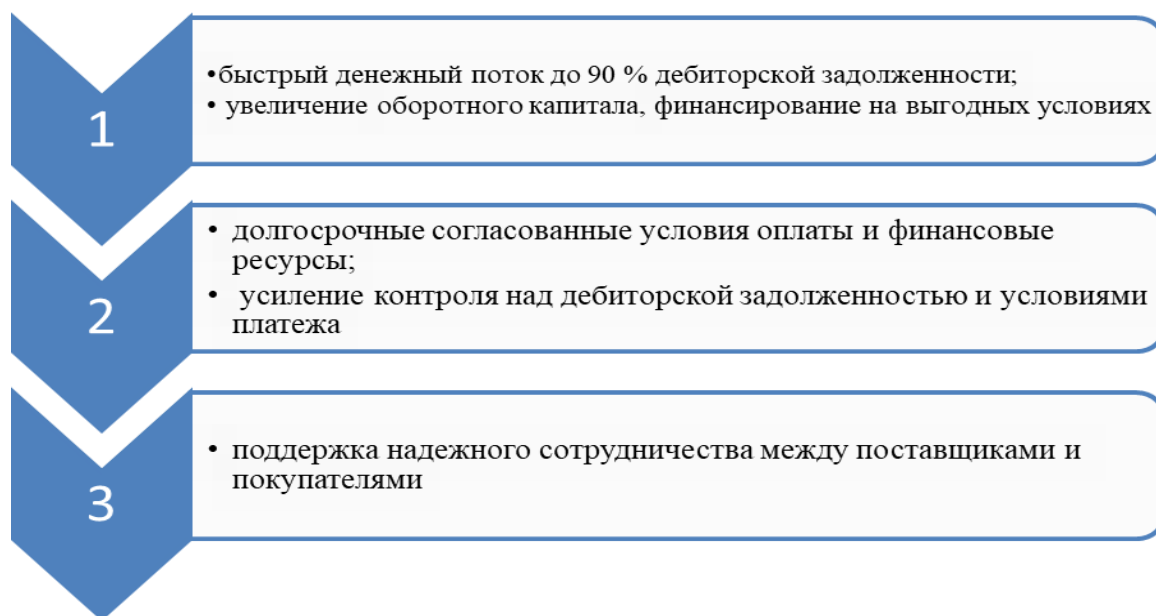 1
•быстрый денежный поток до 90 % дебиторской задолженности;
• увеличение оборотного капитала, финансирование на выгодных условиях
2
• долгосрочные согласованные условия оплаты и финансовые
ресурсы;
• усиление контроля над дебиторской задолженностью и условиями
платежа
3
• поддержка надежного сотрудничества между поставщиками и
покупателями